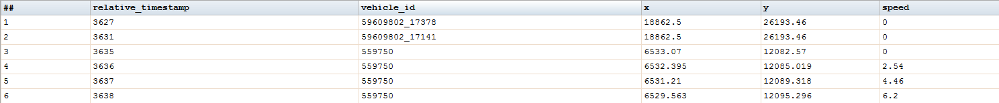 ## relative_timestamp vehicle_id x y speed
1 3627 59609802_17378 18862.5 26193.46 0
2 3631 59609802_17141 18862.5 26193.46 0
3 3635 559750 6533.07 12082.57 0
4 3636 559750 6532.395 12085.019 2.54
5 3637 559750 6531.21 12089.318 4.46
6 3638 559750 6529.563 12095.296 6.2